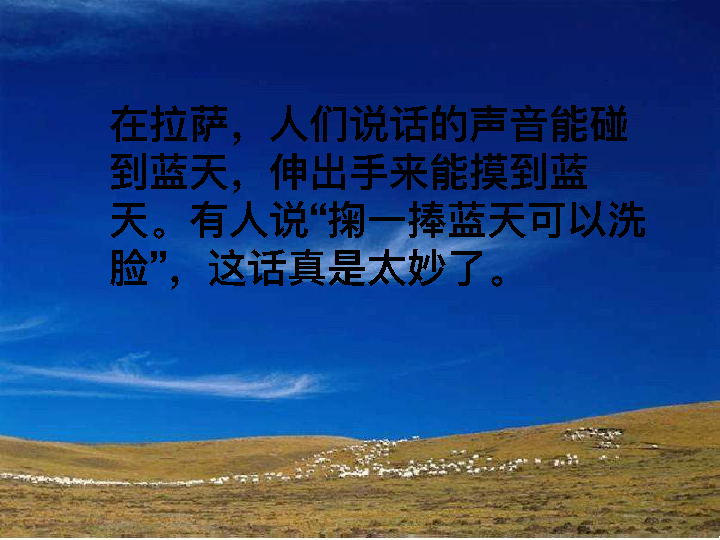 在拉萨，人们说话的声音能碰
到蓝天，伸出手来能摸到蓝
天。有人说“掬一捧蓝天可以洗
脸”，这话真是太妙了。